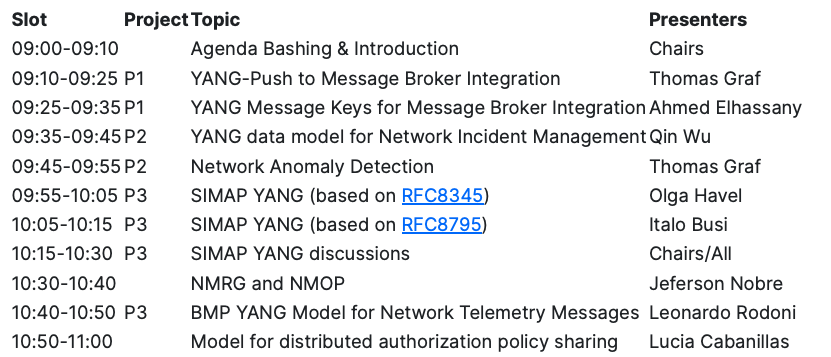 Slot Project Topic Presenters
09:00-09:10 Agenda Bashing & Introduction Chairs
09:10-09:25 P1 YANG-Push to Message Broker Integration Thomas Graf
09:25-09:35 P1 YANG Message Keys for Message Broker Integration Ahmed Elhassany
09:35-09:45 P2 YANG data model for Network Incident Management Qin Wu
09:45-09:55 P2 Network Anomaly Detection Thomas Graf
09:55-10:05 P3 SIMAP YANG (based on RFC8345) Olga Havel
10:05-10:15 P3 SIMAP YANG (based on RFC8795) Italo Busi
10:15-10:30 P3 SIMAP YANG discussions Chairs/All
10:30-10:40 NMRG and NMOP Jeferson Nobre
10:40-10:50 P3 BMP YANG Model for Network Telemetry Messages Leonardo Rodoni
10:50-11:00 Model for distributed authorization policy sharing Lucia Cabanillas